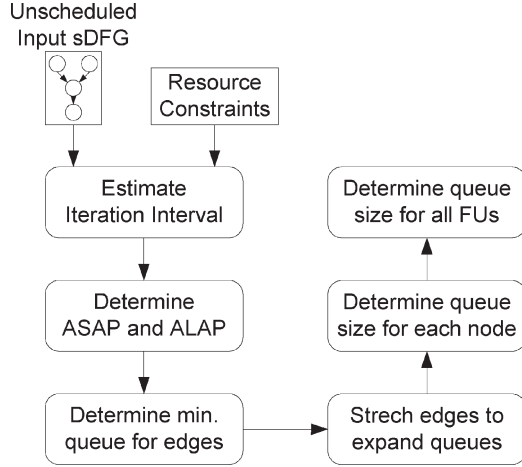 Unscheduled
Input sDFG
Resource
Constraints
Estimate
Iteration Interval
Determine
ASAP and ALAP
Determine min.
queue for edges
Strech edges to
expand queues
Determine queue
size for each node
Determine queue
size for all FUs